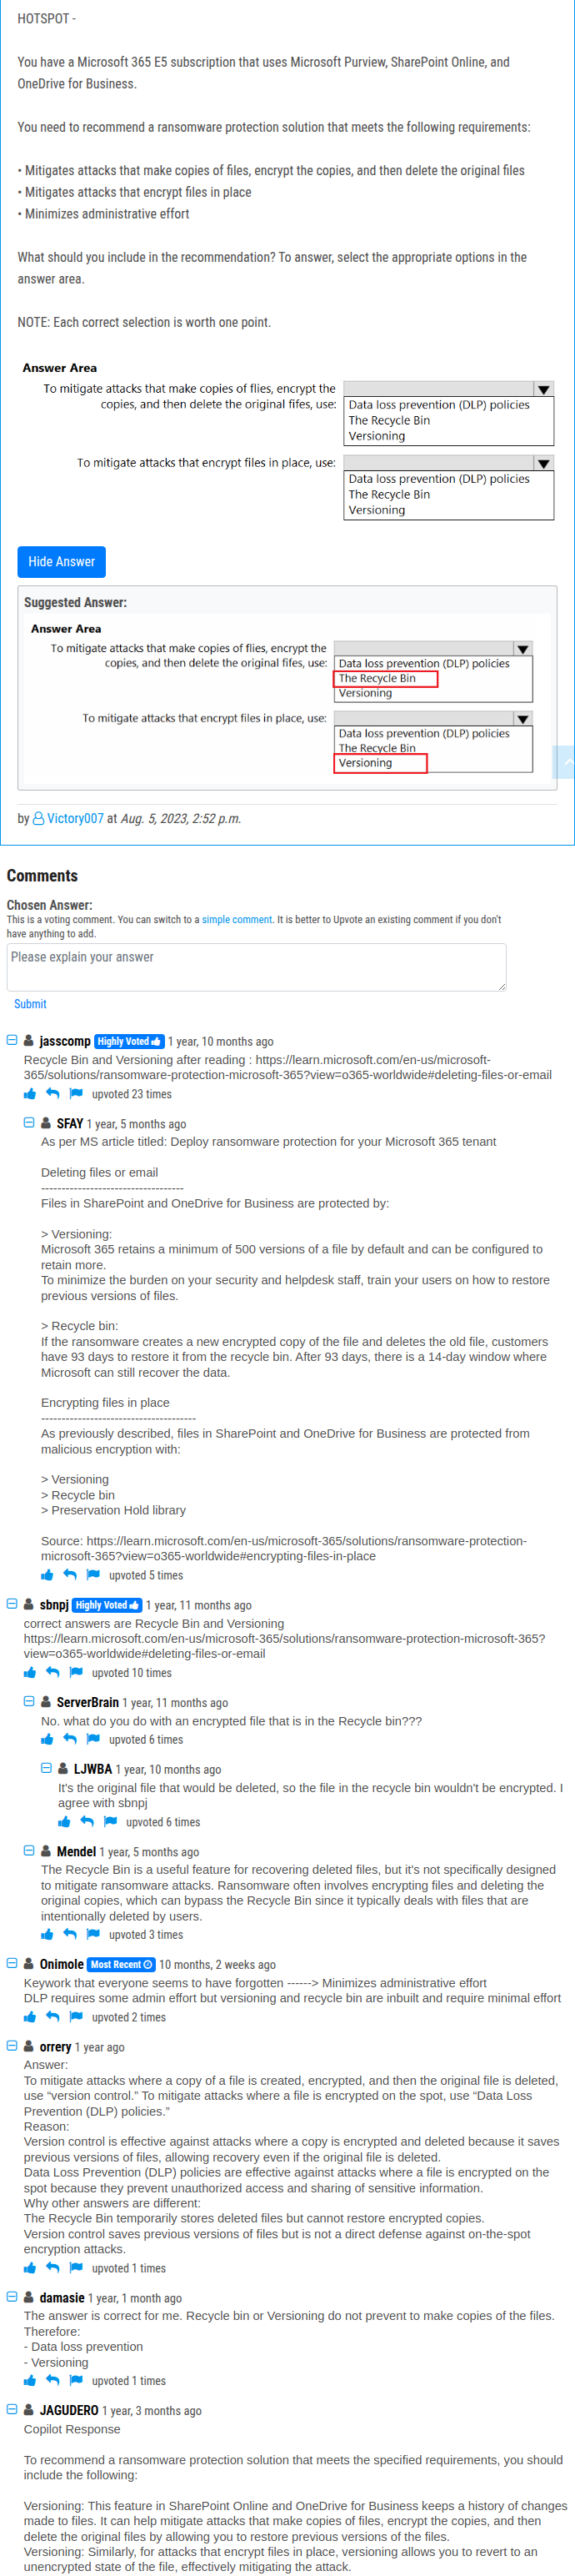 HOTSPOT -
You have a Microsoft 365 E5 subscription that uses Microsoft Purview, SharePoint Online, and
OneDrive for Business.
You need to recommend a ransomware protection solution that meets the following requirements:
• Mitigates attacks that make copies of files, encrypt the copies, and then delete the original files
• Mitigates attacks that encrypt files in place
• Minimizes administrative effort
What should you include in the recommendation? To answer, select the appropriate options in the
answer area.
NOTE: Each correct selection is worth one point.
Answer Area
To mitigate attacks that make copies of flies, encrypt the
copies, and then delete the original fifes, use:
Data loss prevention (DLP) policies
The Recycle Bin
Versioning
To mitigate attacks that encrypt files in place, use:
Data loss prevention (DLP) policies
The Recycle Bin
Versioning
Hide Answer
Suggested Answer:
Answer Area
To mitigate attacks that make copies of flies, encrypt the
copies, and then delete the original fifes, use:
Data loss prevention (DLP) policies
The Recycle Bin
Versioning
To mitigate attacks that encrypt files in place, use:
Data loss prevention (DLP) policies
The Recycle Bin
Versioning
by Victory007 at Aug. 5, 2023, 2:52 p.m.
Comments
Chosen Answer:
This is a voting comment. You can switch to a simple comment. It is better to Upvote an existing comment if you don't
have anything to add.
Please explain your answer
Submit
jasscomp Highly Voted 1 year, 10 months ago
Recycle Bin and Versioning after reading : https://learn.microsoft.com/en-us/microsoft-
365/solutions/ransomware-protection-microsoft-365?view=o365-worldwide#deleting-files-or-email
upvoted 23 times
SFAY 1 year, 5 months ago
As per MS article titled: Deploy ransomware protection for your Microsoft 365 tenant
Deleting files or email
-----------------------------------
Files in SharePoint and OneDrive for Business are protected by:
> Versioning:
Microsoft 365 retains a minimum of 500 versions of a file by default and can be configured to
retain more.
To minimize the burden on your security and helpdesk staff, train your users on how to restore
previous versions of files.
> Recycle bin:
If the ransomware creates a new encrypted copy of the file and deletes the old file, customers
have 93 days to restore it from the recycle bin. After 93 days, there is a 14-day window where
Microsoft can still recover the data.
Encrypting files in place
--------------------------------------
As previously described, files in SharePoint and OneDrive for Business are protected from
malicious encryption with:
> Versioning
> Recycle bin
> Preservation Hold library
Source: https://learn.microsoft.com/en-us/microsoft-365/solutions/ransomware-protection-
microsoft-365?view=o365-worldwide#encrypting-files-in-place
upvoted 5 times
sbnpj Highly Voted 1 year, 11 months ago
correct answers are Recycle Bin and Versioning
https://learn.microsoft.com/en-us/microsoft-365/solutions/ransomware-protection-microsoft-365?
view=o365-worldwide#deleting-files-or-email
upvoted 10 times
ServerBrain 1 year, 11 months ago
No. what do you do with an encrypted file that is in the Recycle bin???
upvoted 6 times
LJWBA 1 year, 10 months ago
It's the original file that would be deleted, so the file in the recycle bin wouldn't be encrypted. I
agree with sbnpj
upvoted 6 times
Mendel 1 year, 5 months ago
The Recycle Bin is a useful feature for recovering deleted files, but it's not specifically designed
to mitigate ransomware attacks. Ransomware often involves encrypting files and deleting the
original copies, which can bypass the Recycle Bin since it typically deals with files that are
intentionally deleted by users.
upvoted 3 times
Onimole Most Recent 10 months, 2 weeks ago
Keywork that everyone seems to have forgotten ------> Minimizes administrative effort
DLP requires some admin effort but versioning and recycle bin are inbuilt and require minimal effort
upvoted 2 times
orrery 1 year ago
Answer:
To mitigate attacks where a copy of a file is created, encrypted, and then the original file is deleted,
use “version control.” To mitigate attacks where a file is encrypted on the spot, use “Data Loss
Prevention (DLP) policies.”
Reason:
Version control is effective against attacks where a copy is encrypted and deleted because it saves
previous versions of files, allowing recovery even if the original file is deleted.
Data Loss Prevention (DLP) policies are effective against attacks where a file is encrypted on the
spot because they prevent unauthorized access and sharing of sensitive information.
Why other answers are different:
The Recycle Bin temporarily stores deleted files but cannot restore encrypted copies.
Version control saves previous versions of files but is not a direct defense against on-the-spot
encryption attacks.
upvoted 1 times
damasie 1 year, 1 month ago
The answer is correct for me. Recycle bin or Versioning do not prevent to make copies of the files.
Therefore:
- Data loss prevention
- Versioning
upvoted 1 times
JAGUDERO 1 year, 3 months ago
Copilot Response
To recommend a ransomware protection solution that meets the specified requirements, you should
include the following:
Versioning: This feature in SharePoint Online and OneDrive for Business keeps a history of changes
made to files. It can help mitigate attacks that make copies of files, encrypt the copies, and then
delete the original files by allowing you to restore previous versions of the files.
Versioning: Similarly, for attacks that encrypt files in place, versioning allows you to revert to an
unencrypted state of the file, effectively mitigating the attack.